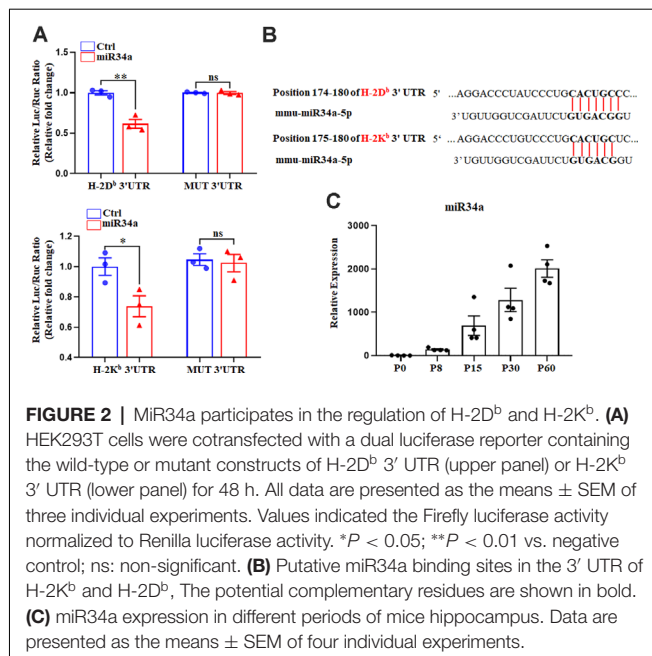 A
Ctrl
miR34a
Relative Luc/Ruc Ratio
(Relative fold change)
1.5
1.0
0.5
0.0
**
ns
H-2Dᵇ 3'UTR
MUT 3'UTR
Ctrl
miR34a
Relative Luc/Ruc Ratio
(Relative fold change)
1.2
1.0
0.8
0.6
0.4
*
ns
H-2Kᵇ 3'UTR
MUT 3'UTR
B
Position 174-180 of H-2Dᵇ 3' UTR 5' ...AGGACCCUAUCCCUGCACUGCCC...
mmu-miR34a-5p 3'UGUUGGUCGAUUCUGUGACGGU
Position 175-180 of H-2Kᵇ 3' UTR 5' ...AGGACCCUGUCCCUGCACUGCUC...
mmu-miR34a-5p 3'UGUUGGUCGAUUCUGUGACGGU
C
miR34a
Relative Expression
3000
2000
1000
0
P0 P8 P15 P30 P60
FIGURE 2 | MiR34a participates in the regulation of H-2Dᵇ and H-2Kᵇ. (A)
HEK293T cells were cotransfected with a dual luciferase reporter containing
the wild-type or mutant constructs of H-2Dᵇ 3′ UTR (upper panel) or H-2Kᵇ
3′ UTR (lower panel) for 48 h. All data are presented as the means ± SEM of
three individual experiments. Values indicated the Firefly luciferase activity
normalized to Renilla luciferase activity. *P < 0.05; **P < 0.01 vs. negative
control; ns: non-significant. (B) Putative miR34a binding sites in the 3′ UTR of
H-2Kᵇ and H-2Dᵇ, The potential complementary residues are shown in bold.
(C) miR34a expression in different periods of mice hippocampus. Data are
presented as the means ± SEM of four individual experiments.